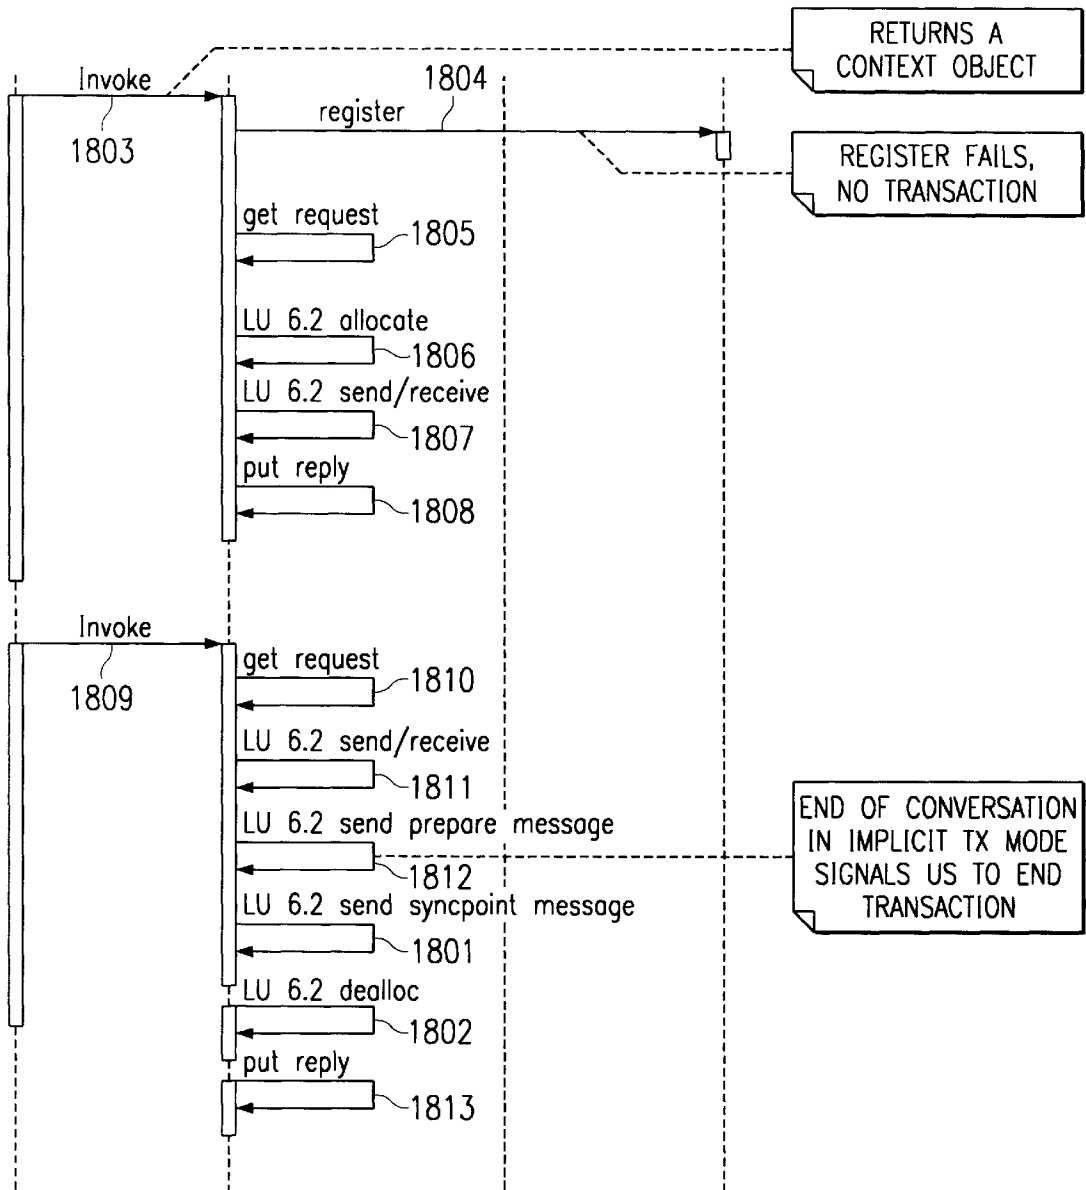 RETURNS A
CONTEXT OBJECT
Invoke
1803
1804
register
REGISTER FAILS,
NO TRANSACTION
get request
1805
LU 6.2 allocate
1806
LU 6.2 send/receive
1807
put reply
1808
Invoke
1809
get request
1810
LU 6.2 send/receive
1811
LU 6.2 send prepare message
1812
END OF CONVERSATION
IN IMPLICIT TX MODE
SIGNALS US TO END
TRANSACTION
LU 6.2 send syncpoint message
1801
LU 6.2 dealloc
1802
put reply
1813